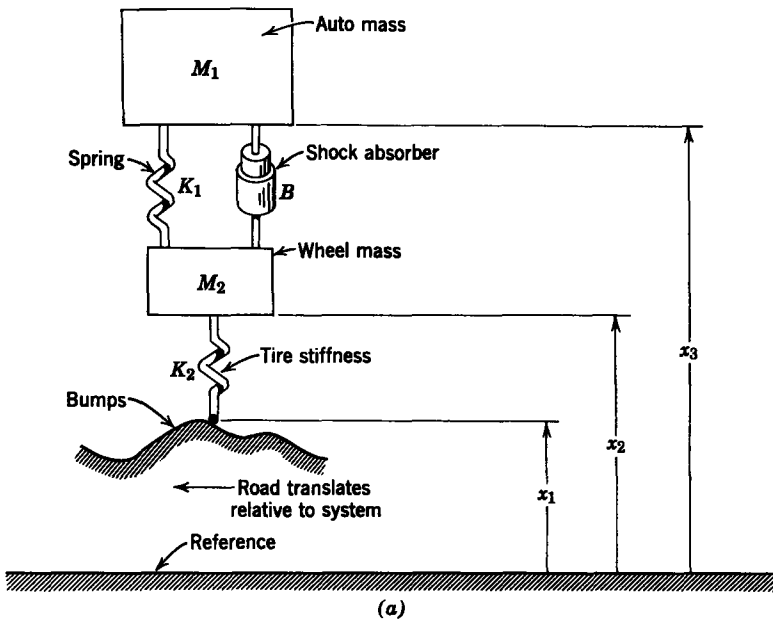 Auto mass
M₁
Spring
K₁
Shock absorber
B
Wheel mass
M₂
K₂
Tire stiffness
x₃
x₂
Bumps
x₁
Road translates
relative to system
Reference
(a)